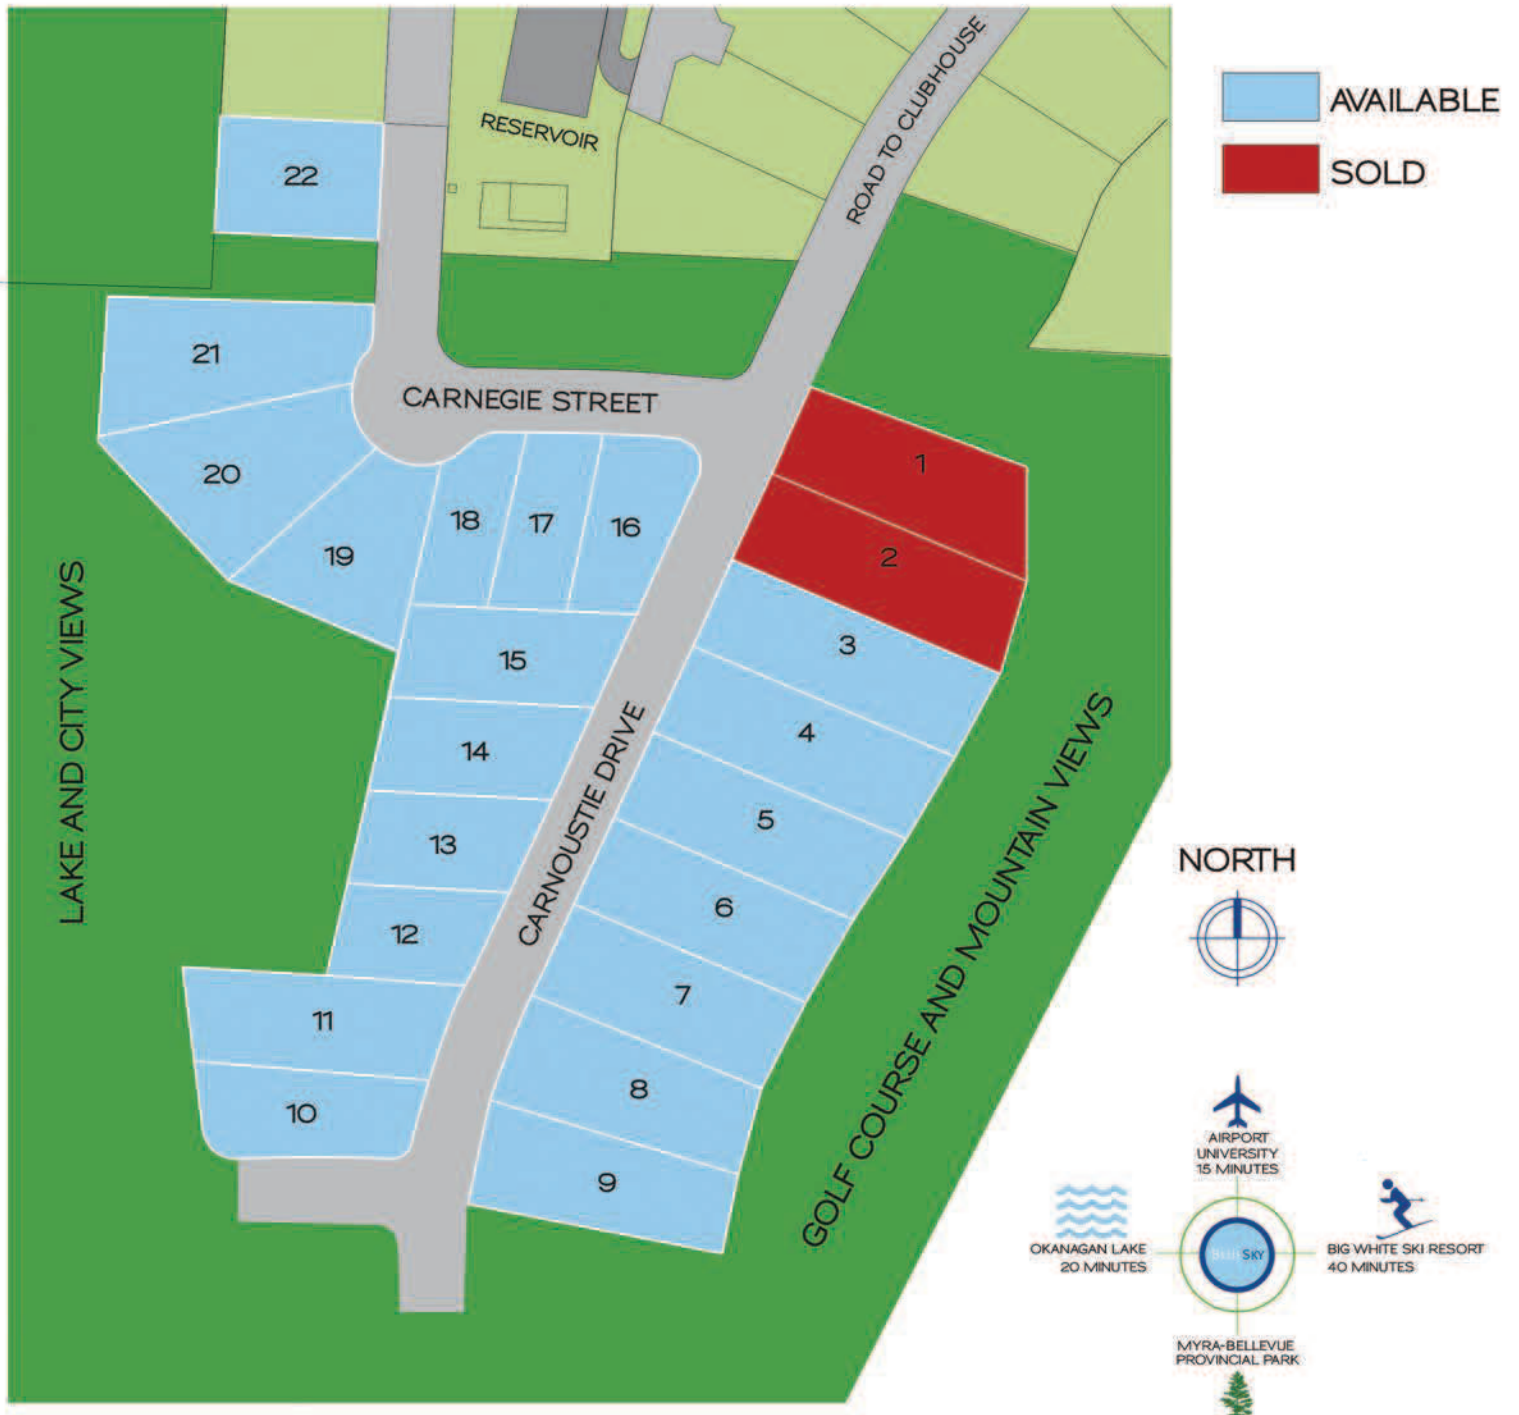 AVAILABLE
SOLD
RESERVOIR
ROAD TO CLUBHOUSE
22
21
CARNEGIE STREET
20
19
18
17
16
1
2
3
15
4
14
5
13
6
12
7
11
8
10
9
CARNOUSTIE DRIVE
LAKE AND CITY VIEWS
GOLF COURSE AND MOUNTAIN VIEWS
NORTH
AIRPORT
UNIVERSITY
15 MINUTES
OKANAGAN LAKE
20 MINUTES
BLUESKY
BIG WHITE SKI RESORT
40 MINUTES
MYRA-BELLEVUE
PROVINCIAL PARK